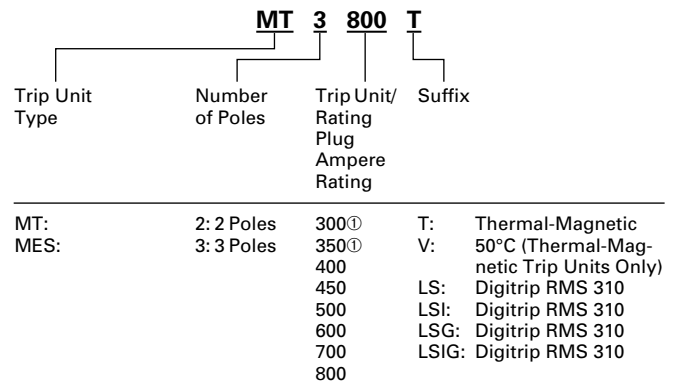 MT 3 800 T
Trip Unit Type
Number of Poles
Trip Unit/ Rating Plug Ampere Rating
Suffix
MT: 2: 2 Poles 300① T: Thermal-Magnetic
MES: 3: 3 Poles 350① V: 50°C (Thermal-Mag-
400 netic Trip Units Only)
450 LS: Digitrip RMS 310
500 LSI: Digitrip RMS 310
600 LSG: Digitrip RMS 310
700 LSIG: Digitrip RMS 310
800